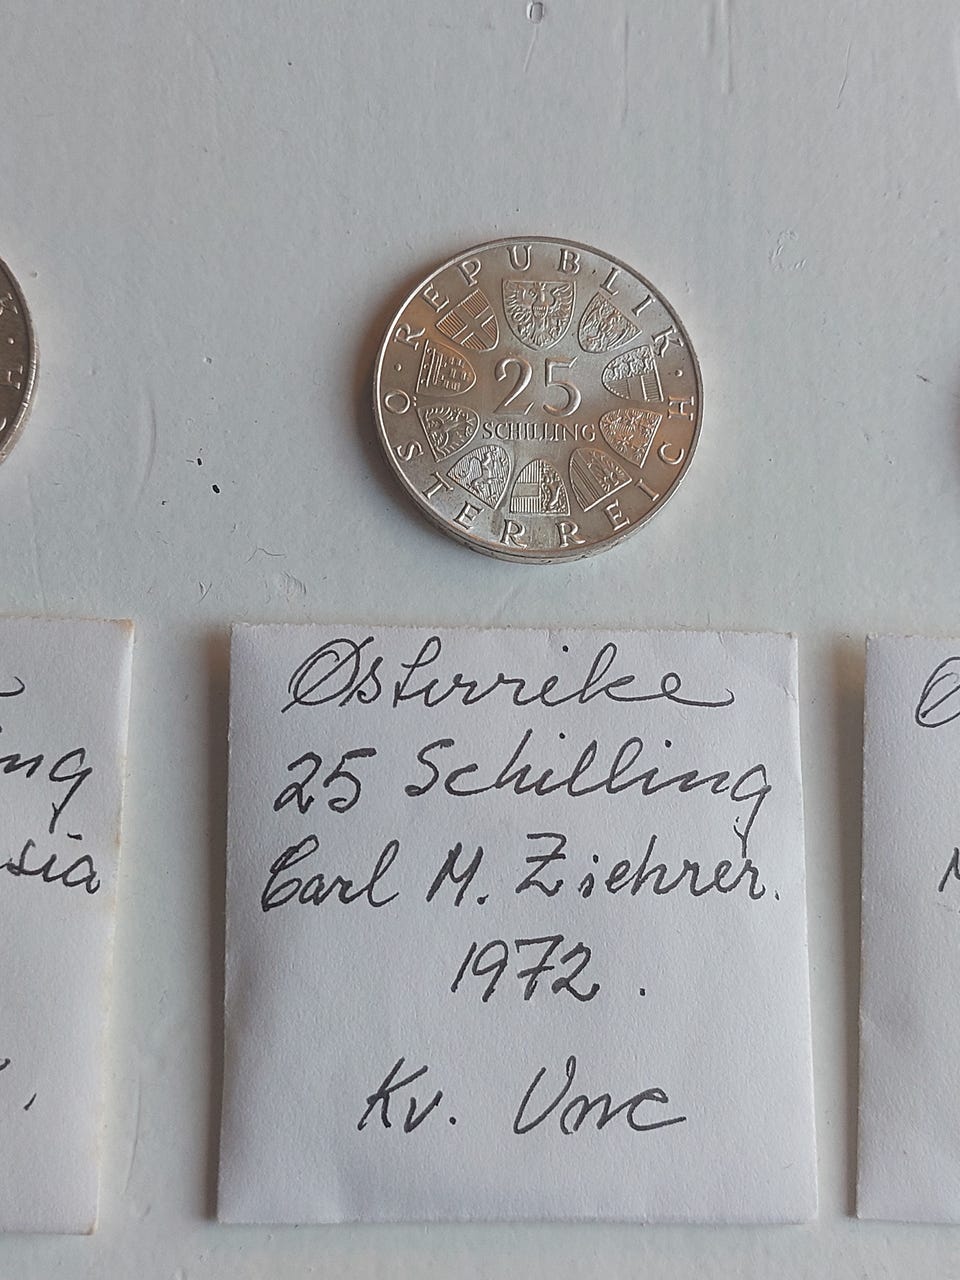 REPUBLIK · ÖSTERREICH ·
25
SCHILLING
Østerrike
25 Schilling
Carl M. Ziehrer.
1972.
Kv. Unc